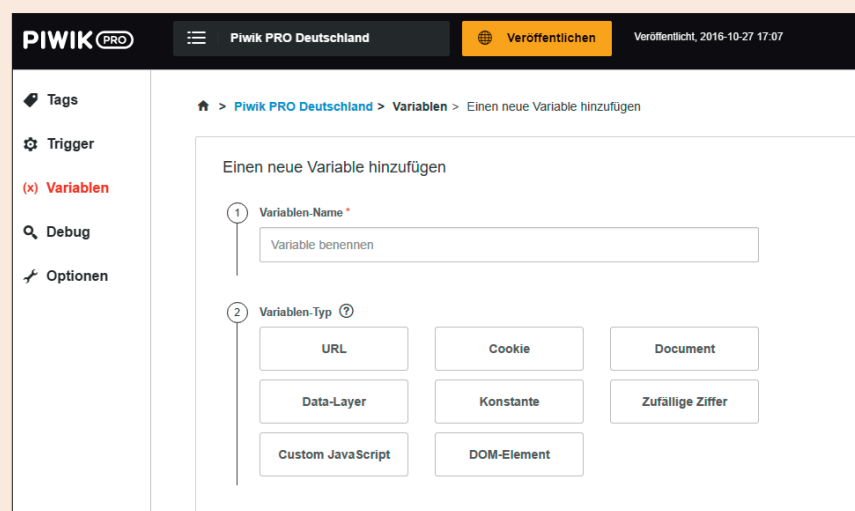 PIWIK PRO
Piwik PRO Deutschland
Veröffentlichen
Veröffentlicht, 2016-10-27 17:07
Tags
Trigger
(x) Variablen
Debug
Optionen
> Piwik PRO Deutschland > Variablen > Einen neue Variable hinzufügen
Einen neue Variable hinzufügen
1 Variablen-Name *
Variable benennen
2 Variablen-Typ ?
URL Cookie Document
Data-Layer Konstante Zufällige Ziffer
Custom JavaScript DOM-Element